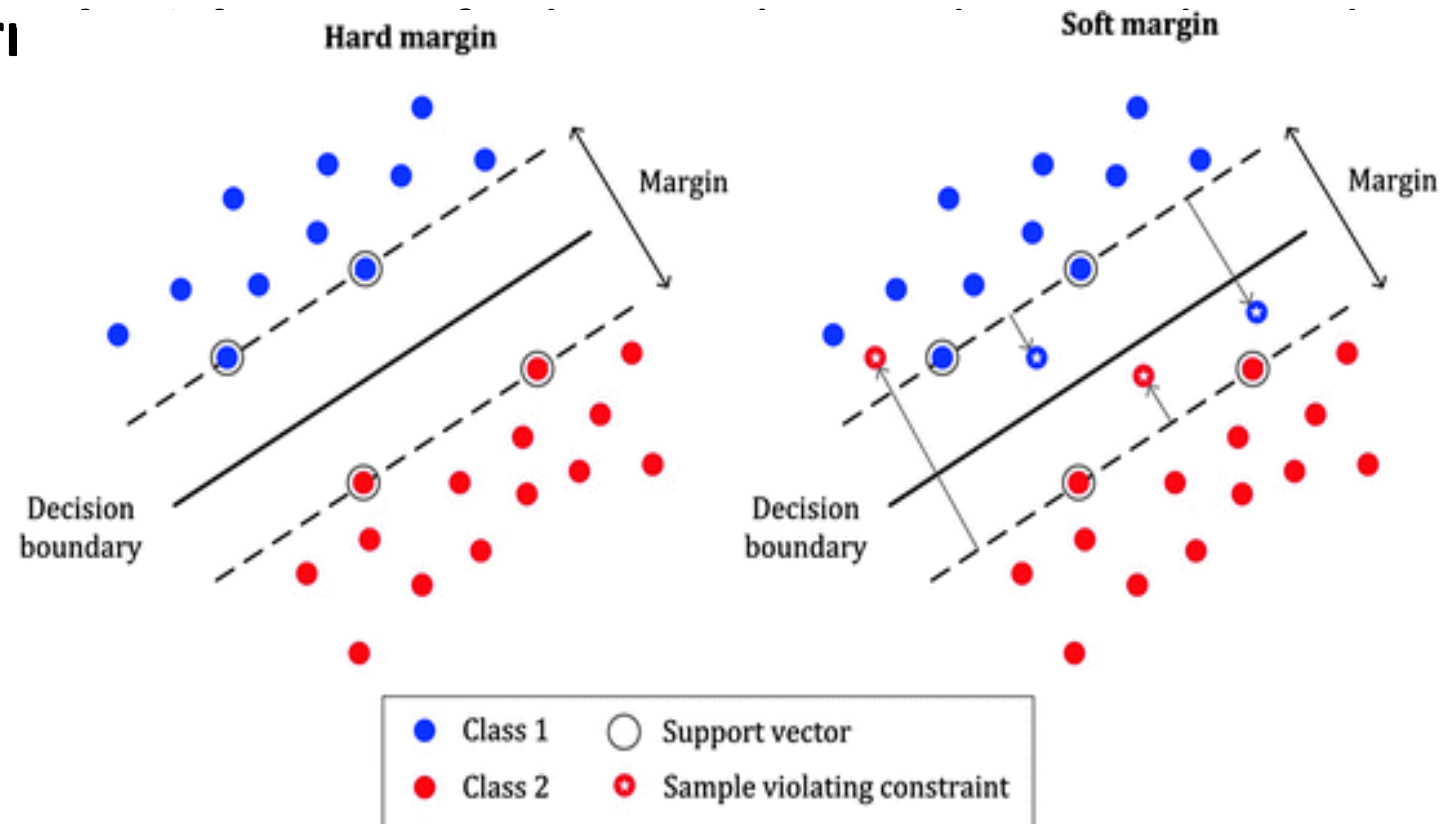 Hard margin
Margin
Decision
boundary
Soft margin
Margin
Decision
boundary
Class 1
Support vector
Class 2
Sample violating constraint